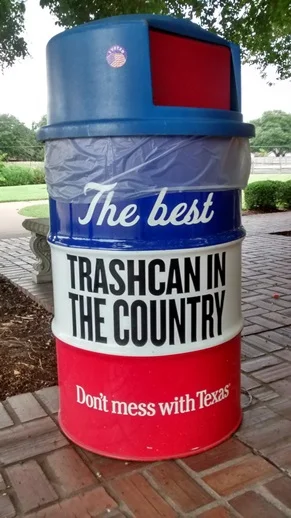 The best
TRASHCAN IN
THE COUNTRY
Don't mess with Texas